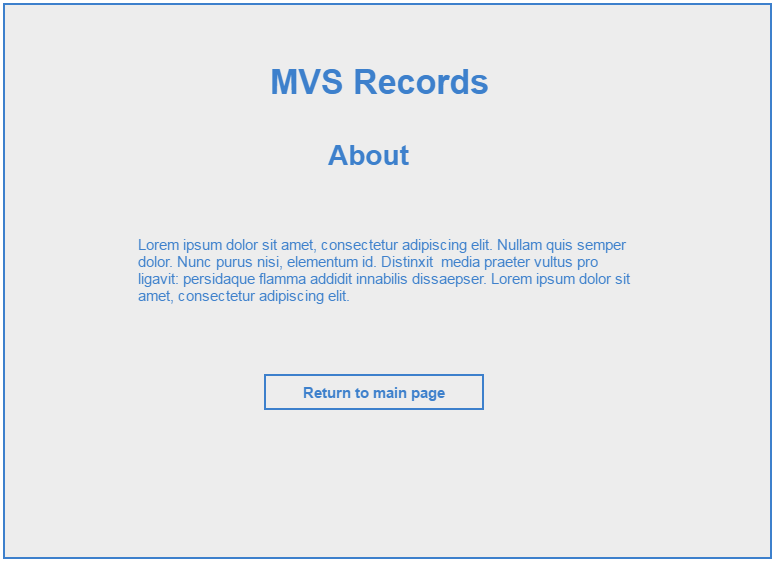 MVS Records
About
Lorem ipsum dolor sit amet, consectetur adipiscing elit. Nullam quis semper
dolor. Nunc purus nisi, elementum id. Distinxit  media praeter vultus pro
ligavit: persidaque flamma addidit innabilis dissaepser. Lorem ipsum dolor sit
amet, consectetur adipiscing elit.
Return to main page